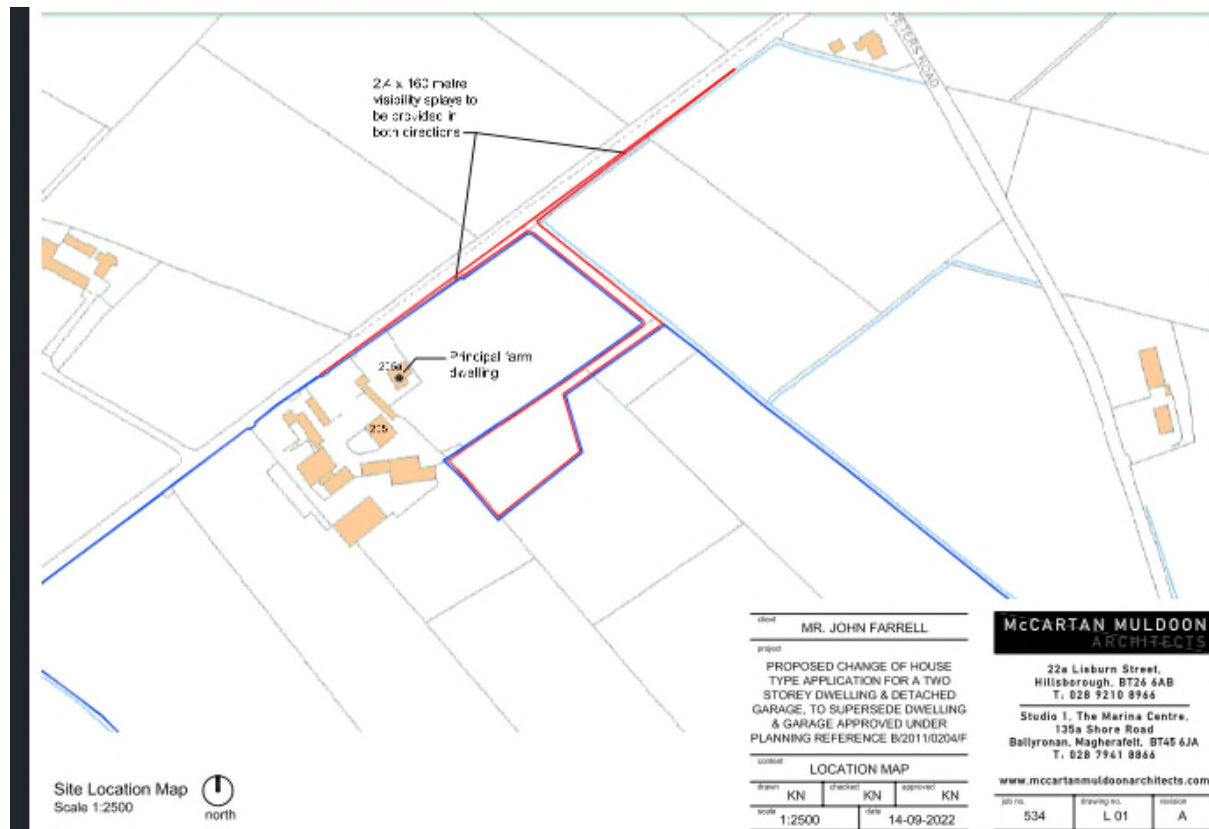 2.4 x 160 metre
visibility splays to
be provided in
both directions
PETERS ROAD
205a
Principal farm
dwelling
205
Site Location Map
Scale 1:2500
north
client
MR. JOHN FARRELL
project
PROPOSED CHANGE OF HOUSE
TYPE APPLICATION FOR A TWO
STOREY DWELLING & DETACHED
GARAGE, TO SUPERSEDE DWELLING
& GARAGE APPROVED UNDER
PLANNING REFERENCE B/2011/0204/F
content
LOCATION MAP
drawn KN checked KN approved KN
scale 1:2500 date 14-09-2022
McCARTAN MULDOON
ARCHITECTS
22a Lisburn Street,
Hillsborough. BT26 6AB
T: 028 9210 8966
Studio 1, The Marina Centre,
135a Shore Road
Ballyronan, Magherafelt, BT45 6JA
T: 028 7941 8866
www.mccartanmuldoonarchitects.com
job no. 534 drawing no. L 01 revision A